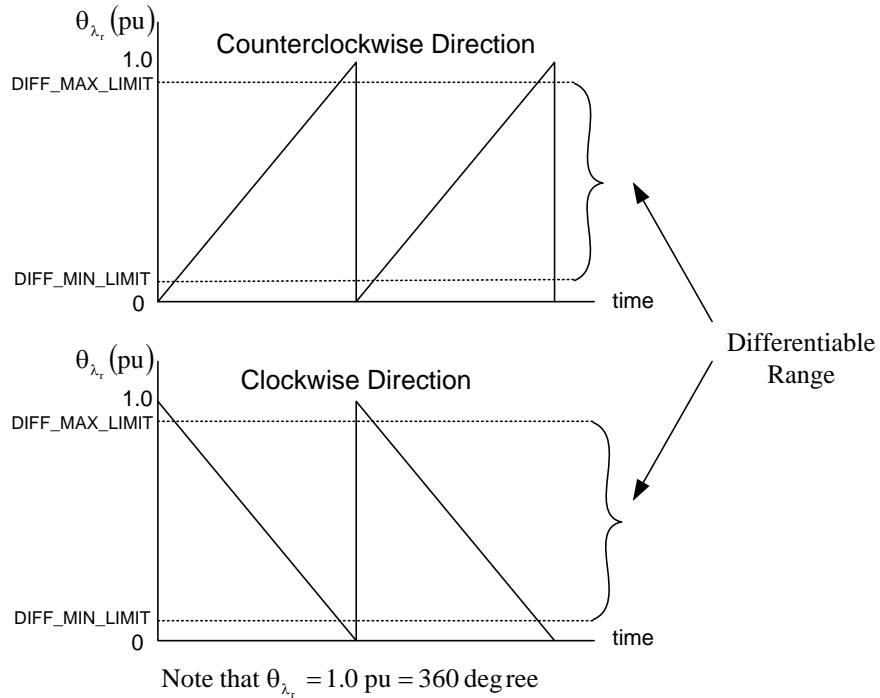 θλr (pu)
Counterclockwise Direction
1.0
DIFF_MAX_LIMIT
DIFF_MIN_LIMIT
0
time
Differentiable
Range
θλr (pu)
Clockwise Direction
1.0
DIFF_MAX_LIMIT
DIFF_MIN_LIMIT
0
time
Note that θλr = 1.0 pu = 360 deg ree